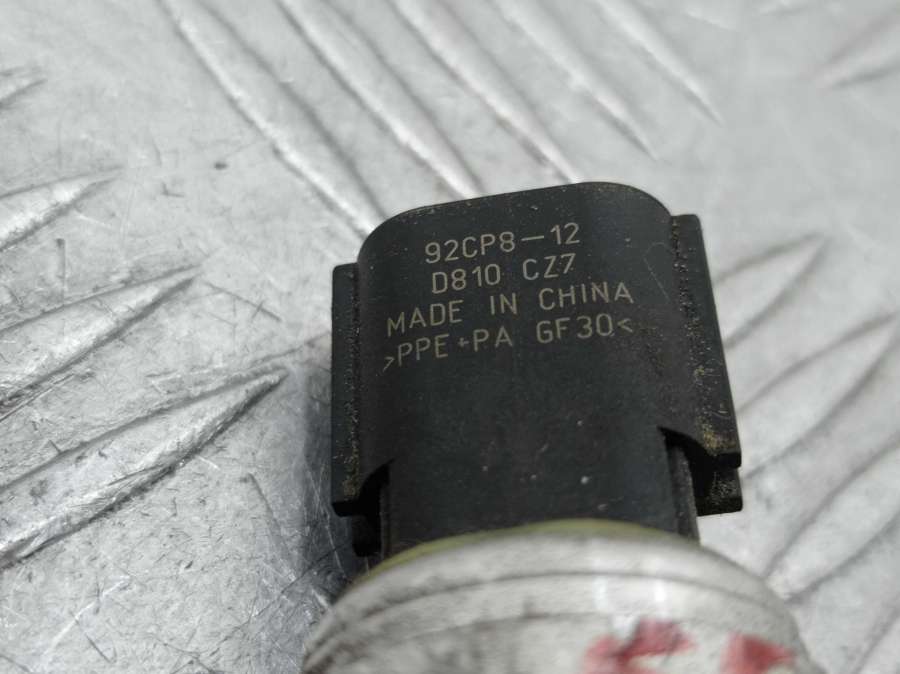 92CP8-12
D810 CZ7
MADE IN CHINA
>PPE+PA GF30<